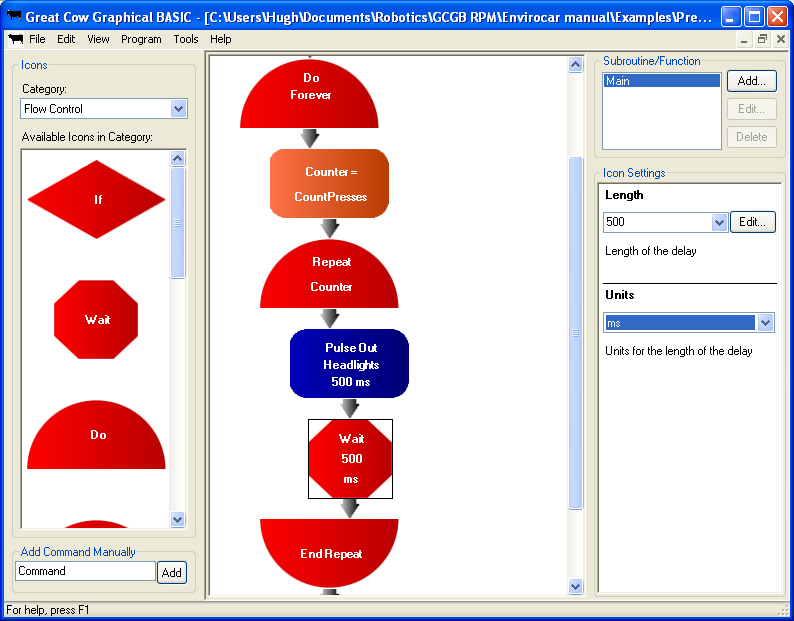 Great Cow Graphical BASIC - [C:\Users\Hugh\Documents\Robotics\GCGB RPM\Envirocar manual\Examples\Pre...
File Edit View Program Tools Help
Icons
Category:
Flow Control
Available Icons in Category:
If
Wait
Do
Add Command Manually
Command
Add
Do
Forever
Counter =
CountPresses
Repeat
Counter
Pulse Out
Headlights
500 ms
Wait
500
ms
End Repeat
Subroutine/Function
Main
Add...
Edit...
Delete
Icon Settings
Length
500
Edit...
Length of the delay
Units
ms
Units for the length of the delay
For help, press F1